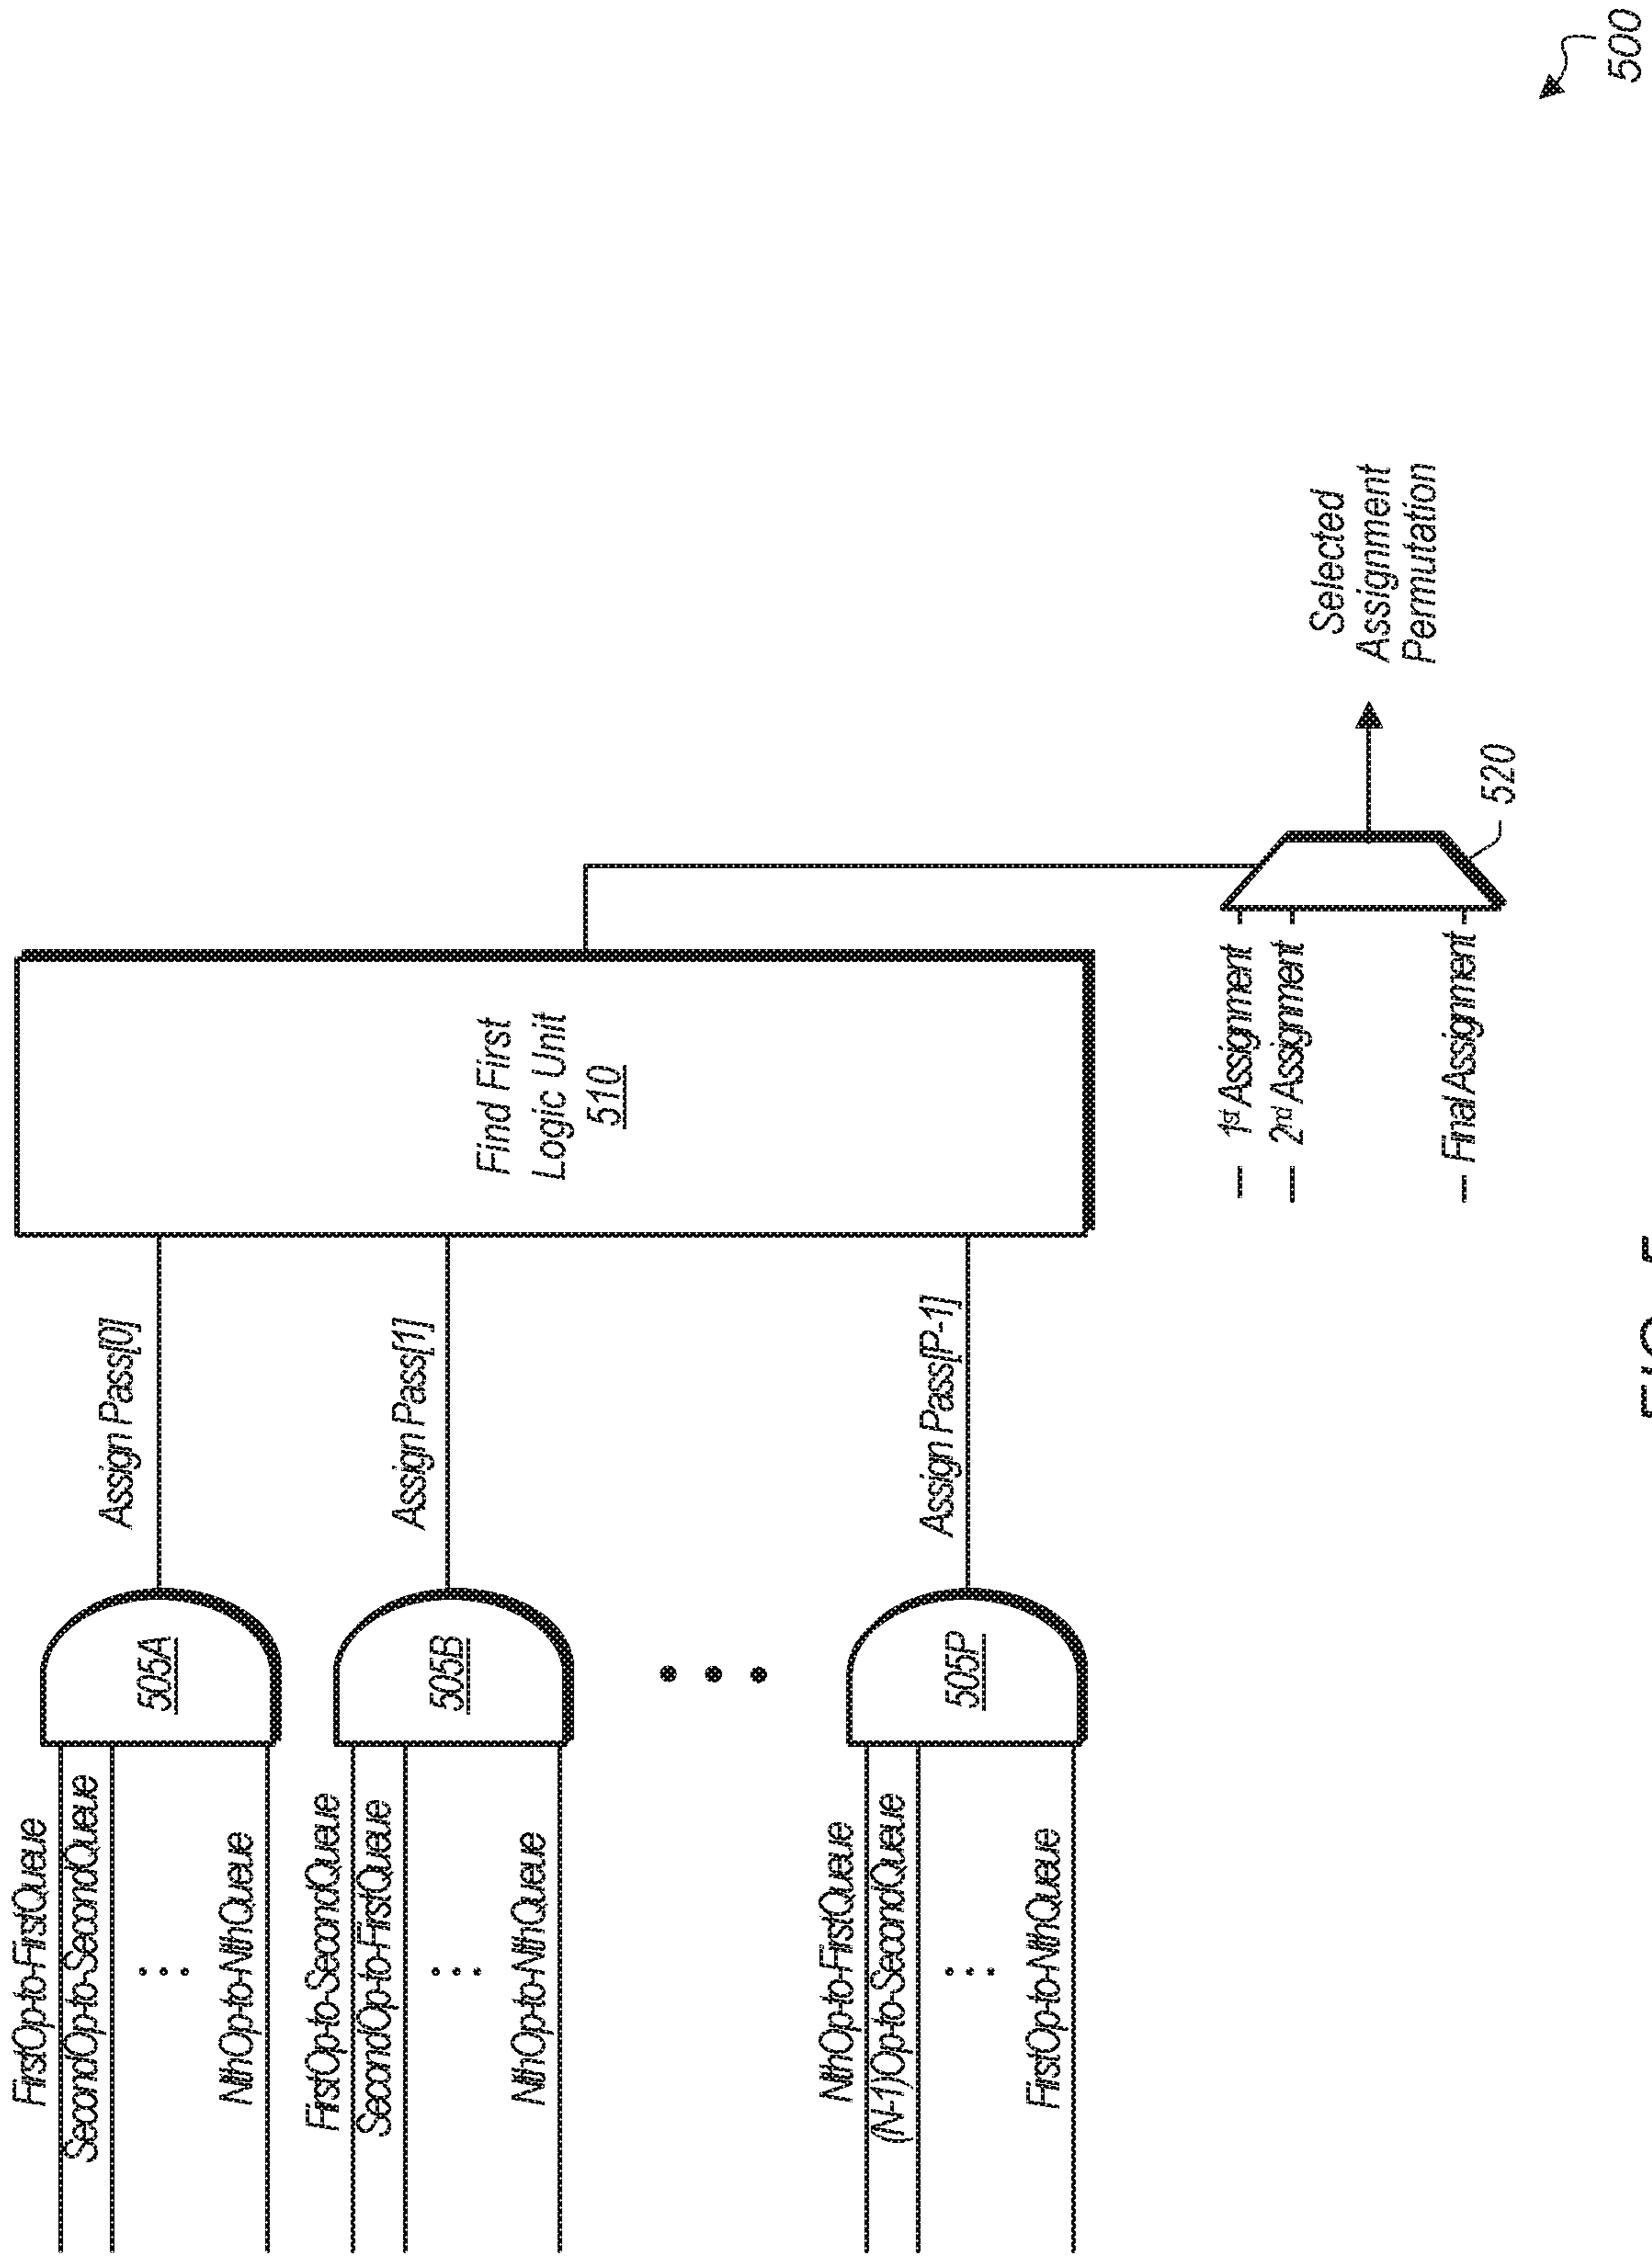 FirstOp-to-FirstQueue
SecondOp-to-SecondQueue
NthOp-to-NthQueue
505A
Assign Pass[0]
FirstOp-to-SecondQueue
SecondOp-to-FirstQueue
NthOp-to-NthQueue
505B
Assign Pass[1]
NthOp-to-FirstQueue
(N-1)Op-to-SecondQueue
FirstOp-to-NthQueue
505P
Assign Pass[P-1]
Find First
Logic Unit
510
1st Assignment
2nd Assignment
Final Assignment
520
Selected
Assignment
Permutation
500